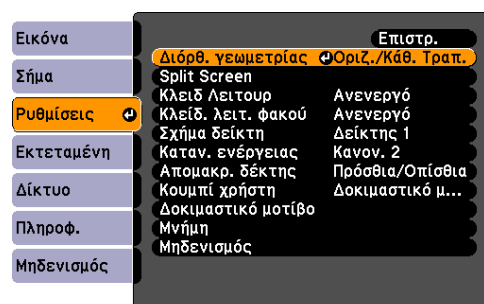 Εικόνα
Σήμα
Ρυθμίσεις
Εκτεταμένη
Δίκτυο
Πληροφ.
Μηδενισμός
Επιστρ.
Διόρθ. γεωμετρίας Οριζ./Κάθ. Τραπ.
Split Screen
Κλειδ Λειτουρ Ανενεργό
Κλείδ. λειτ. φακού Ανενεργό
Σχήμα δείκτη Δείκτης 1
Καταν. ενέργειας Κανον. 2
Απομακρ. δέκτης Πρόσθια/Οπίσθια
Κουμπί χρήστη Δοκιμαστικό μ...
Δοκιμαστικό μοτίβο
Μνήμη
Μηδενισμός